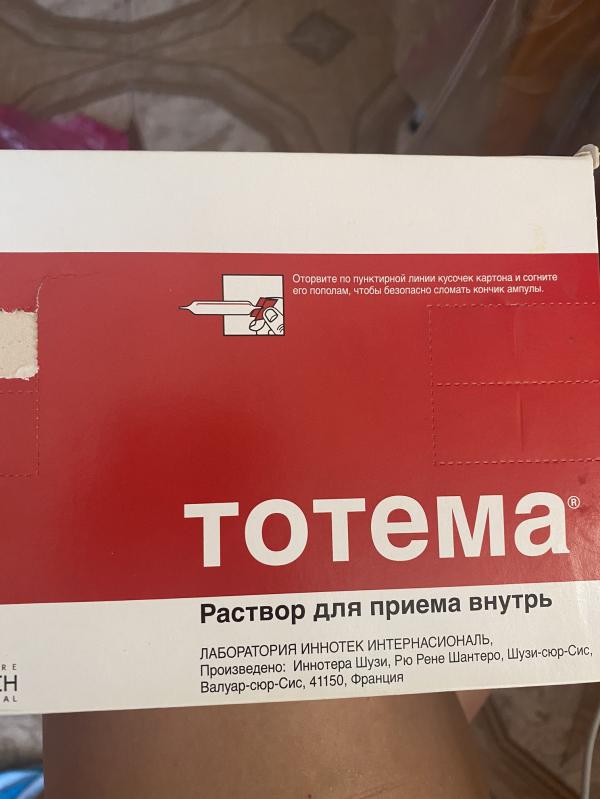 Оторвите по пунктирной линии кусочек картона и согните
его пополам, чтобы безопасно сломать кончик ампулы.
тотема®
Раствор для приема внутрь
ЛАБОРАТОРИЯ ИННОТЕК ИНТЕРНАСИОНАЛЬ,
Произведено: Иннотера Шузи, Рю Рене Шантеро, Шузи-сюр-Сис,
Валуар-сюр-Сис, 41150, Франция